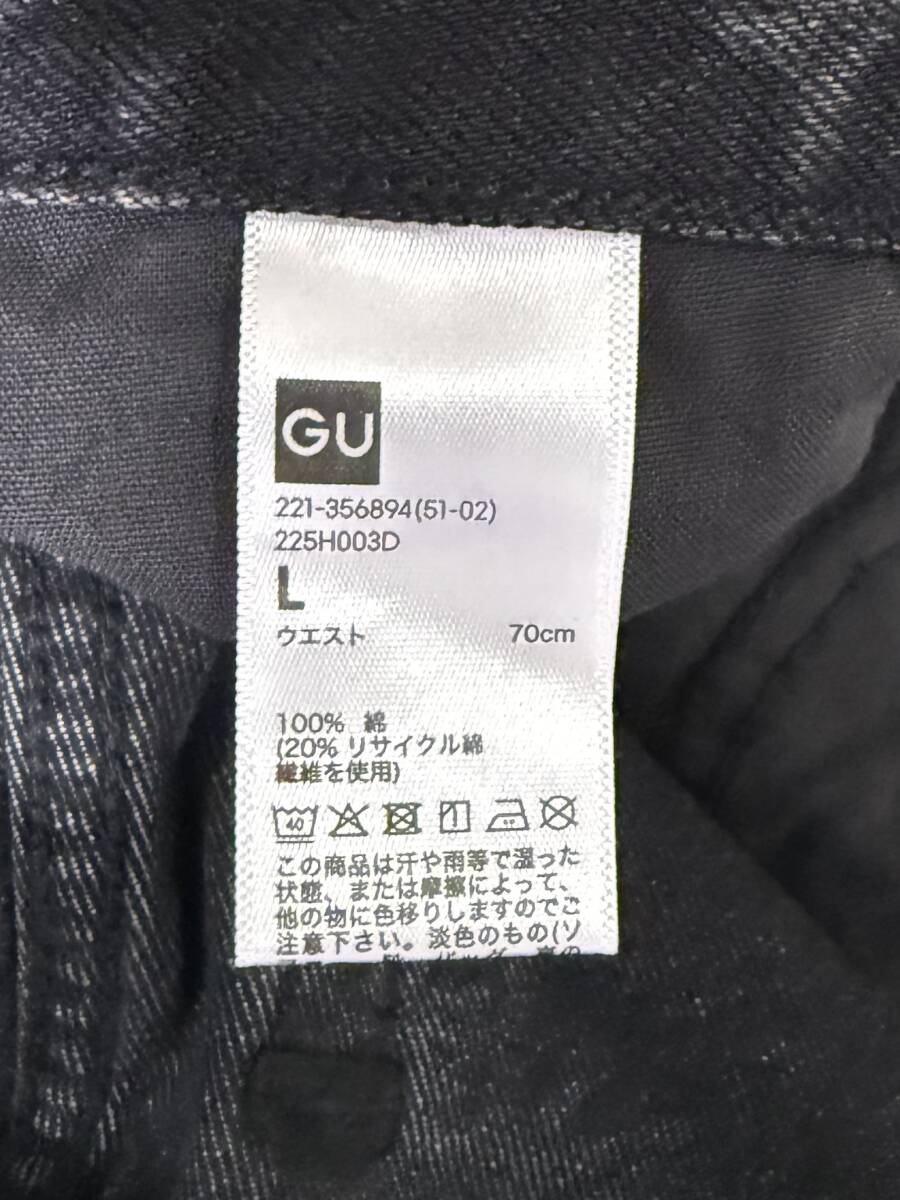 GU
221-356894(51-02)
225H003D
L
ウエスト 70cm
100% 綿
(20% リサイクル綿
繊維を使用)
40
この商品は汗や雨等で湿った
状態、または摩擦によって、
他の物に色移りしますのでご
注意下さい。淡色のもの(ソ